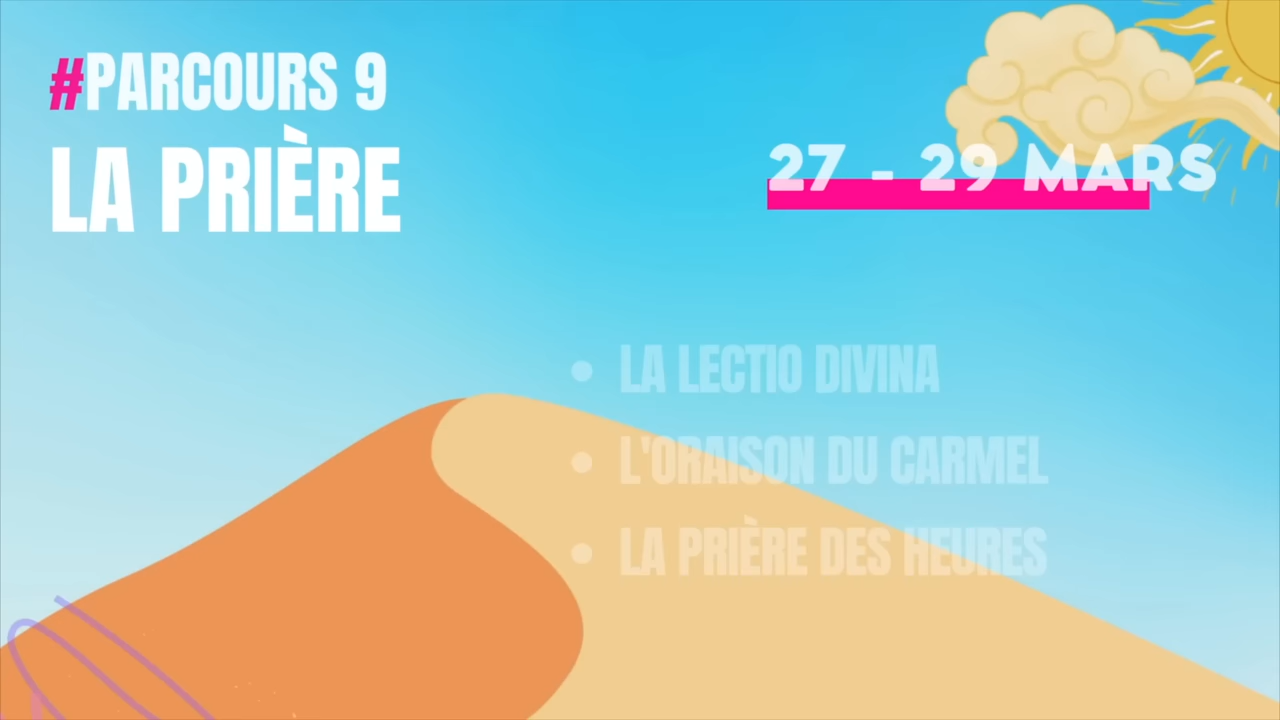 #PARCOURS 9
LA PRIÈRE
27 - 29 MARS
• LA LECTIO DIVINA
• L'ORAISON DU CARMEL
• LA PRIÈRE DES HEURES